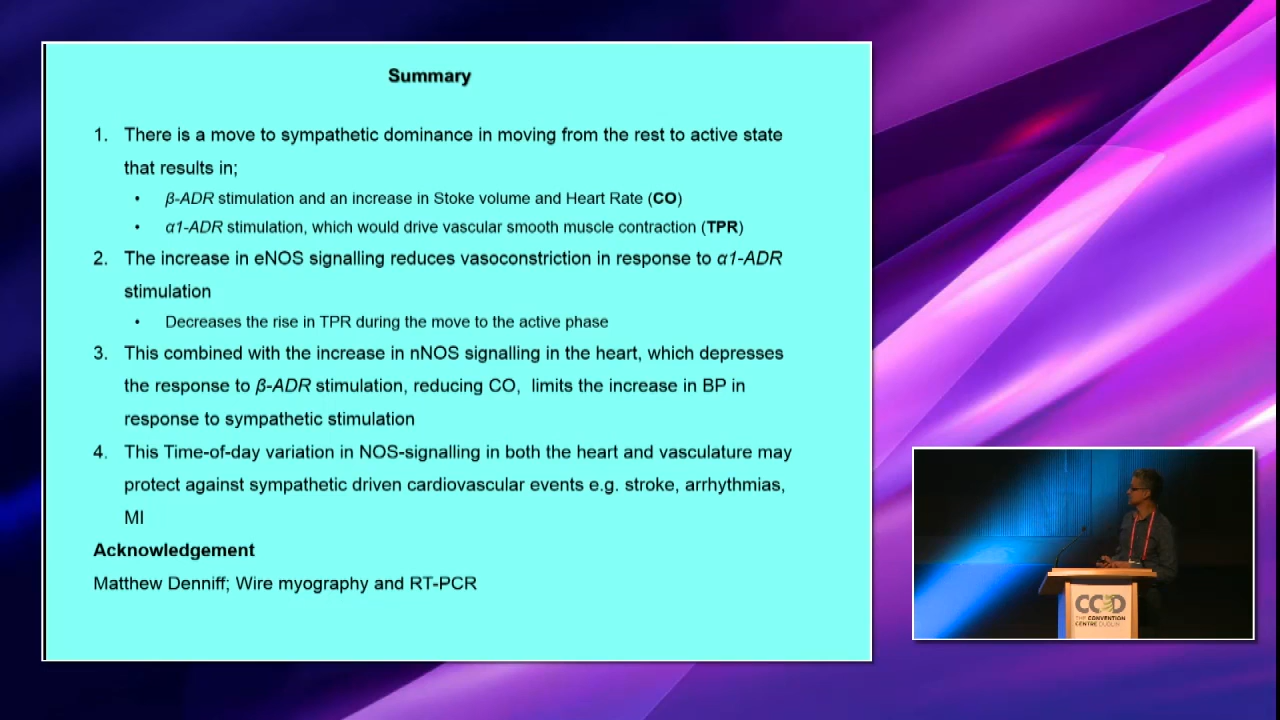 Summary
1. There is a move to sympathetic dominance in moving from the rest to active state
that results in;
• β-ADR stimulation and an increase in Stoke volume and Heart Rate (CO)
• α1-ADR stimulation, which would drive vascular smooth muscle contraction (TPR)
2. The increase in eNOS signalling reduces vasoconstriction in response to α1-ADR
stimulation
• Decreases the rise in TPR during the move to the active phase
3. This combined with the increase in nNOS signalling in the heart, which depresses
the response to β-ADR stimulation, reducing CO, limits the increase in BP in
response to sympathetic stimulation
4. This Time-of-day variation in NOS-signalling in both the heart and vasculature may
protect against sympathetic driven cardiovascular events e.g. stroke, arrhythmias,
MI
Acknowledgement
Matthew Denniff; Wire myography and RT-PCR
CCD
THE CONVENTION
CENTRE DUBLIN